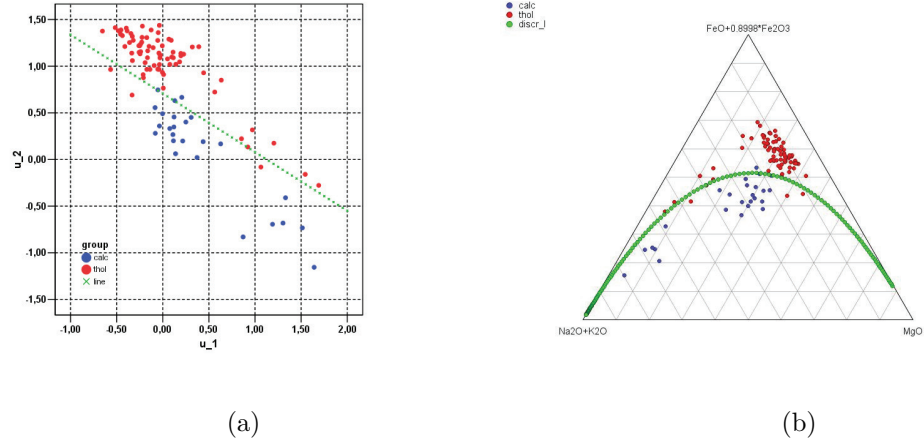 calc
thol
discr_l
FeO+0.8998*Fe2O3
1,50
1,00
0,50
0,00
0,50
1,00
1,50
u_2
group
calc
thol
line
-1,00
-0,50
0,00
0,50
1,00
1,50
2,00
u_1
Na2O+K2O
MgO
(a)
(b)